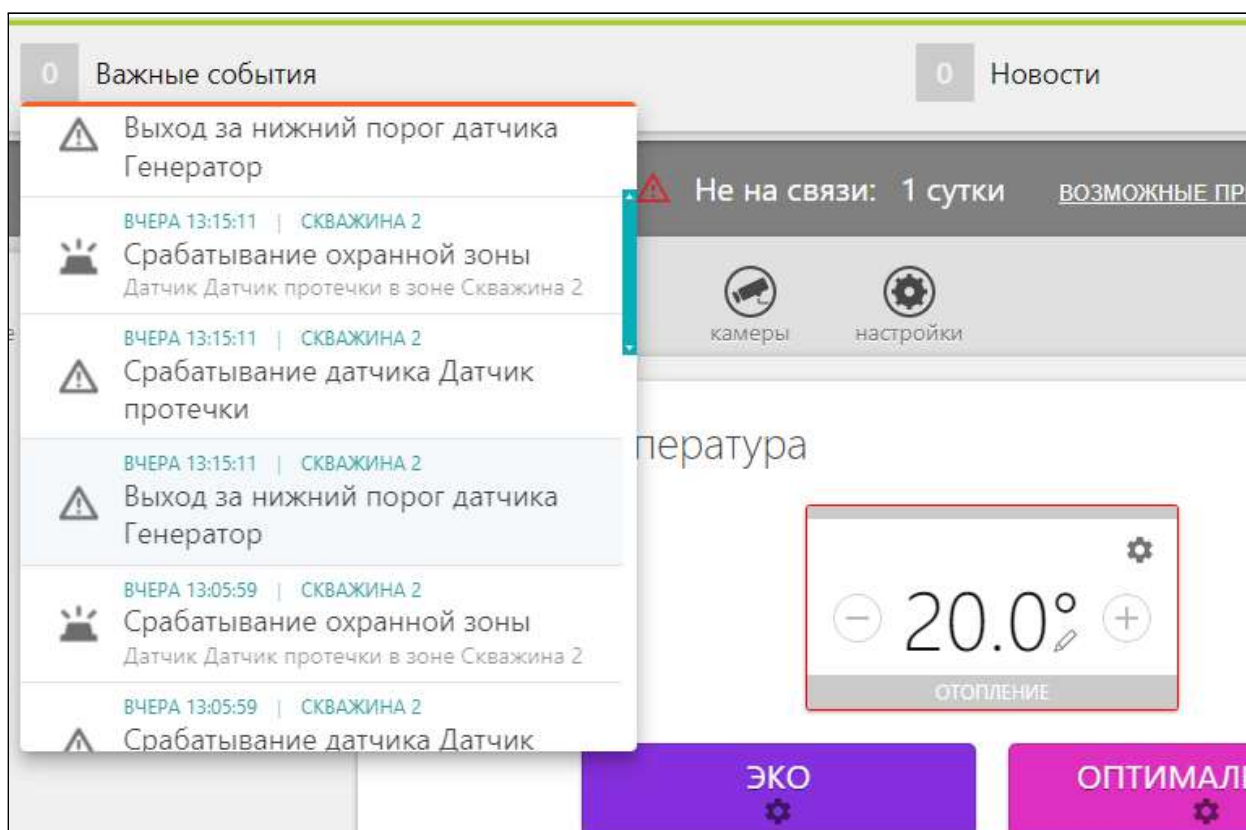 0 Важные события
0 Новости
Выход за нижний порог датчика
Генератор
ВЧЕРА 13:15:11 | СКВАЖИНА 2
Срабатывание охранной зоны
Датчик Датчик протечки в зоне Скважина 2
ВЧЕРА 13:15:11 | СКВАЖИНА 2
Срабатывание датчика Датчик
протечки
ВЧЕРА 13:15:11 | СКВАЖИНА 2
Выход за нижний порог датчика
Генератор
ВЧЕРА 13:05:59 | СКВАЖИНА 2
Срабатывание охранной зоны
Датчик Датчик протечки в зоне Скважина 2
ВЧЕРА 13:05:59 | СКВАЖИНА 2
Срабатывание датчика Датчик
Не на связи: 1 сутки ВОЗМОЖНЫЕ ПР
камеры настройки
пература
20.0°
ОТОПЛЕНИЕ
ЭКО
ОПТИМАЛ